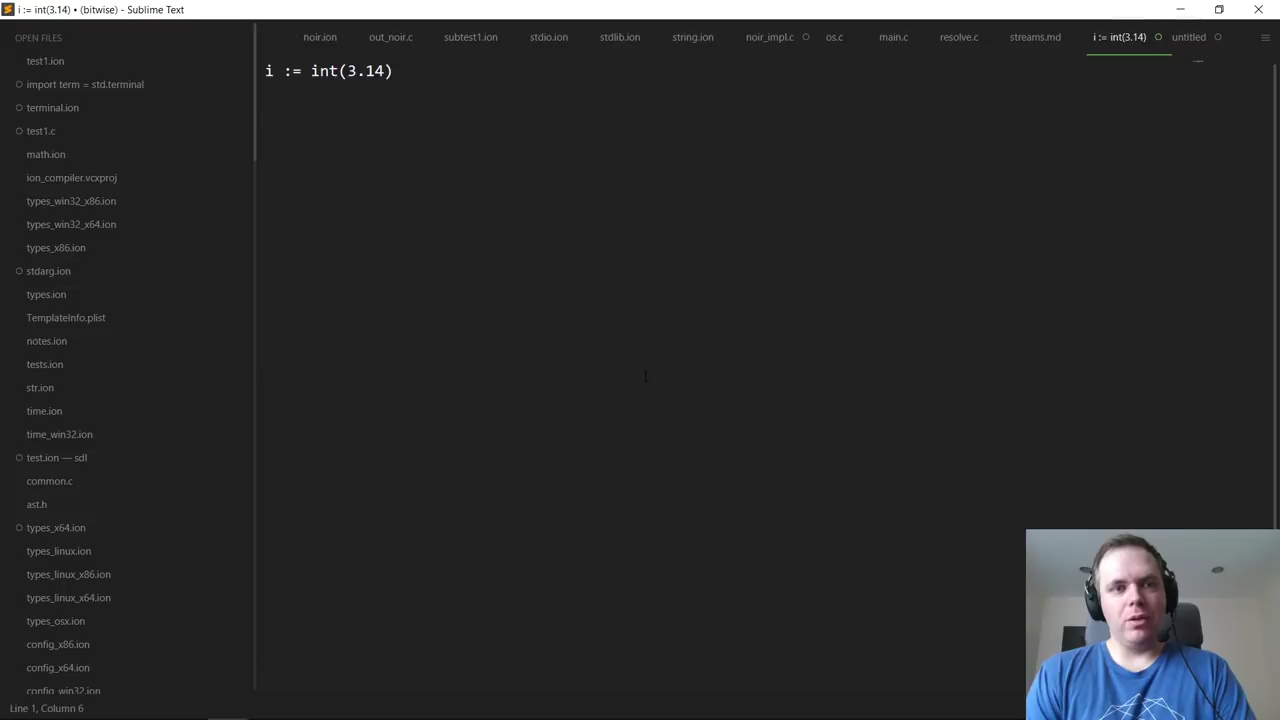 i := int(3.14) • (bitwise) - Sublime Text
OPEN FILES
test1.ion
import term = std.terminal
terminal.ion
test1.c
math.ion
ion_compiler.vcxproj
types_win32_x86.ion
types_win32_x64.ion
types_x86.ion
stdarg.ion
types.ion
TemplateInfo.plist
notes.ion
tests.ion
str.ion
time.ion
time_win32.ion
test.ion — sdl
common.c
ast.h
types_x64.ion
types_linux.ion
types_linux_x86.ion
types_linux_x64.ion
types_osx.ion
config_x86.ion
config_x64.ion
config_win32.ion
noir.ion out_noir.c subtest1.ion stdio.ion stdlib.ion string.ion noir_impl.c os.c main.c resolve.c streams.md i := int(3.14) untitled
i := int(3.14)
Line 1, Column 6